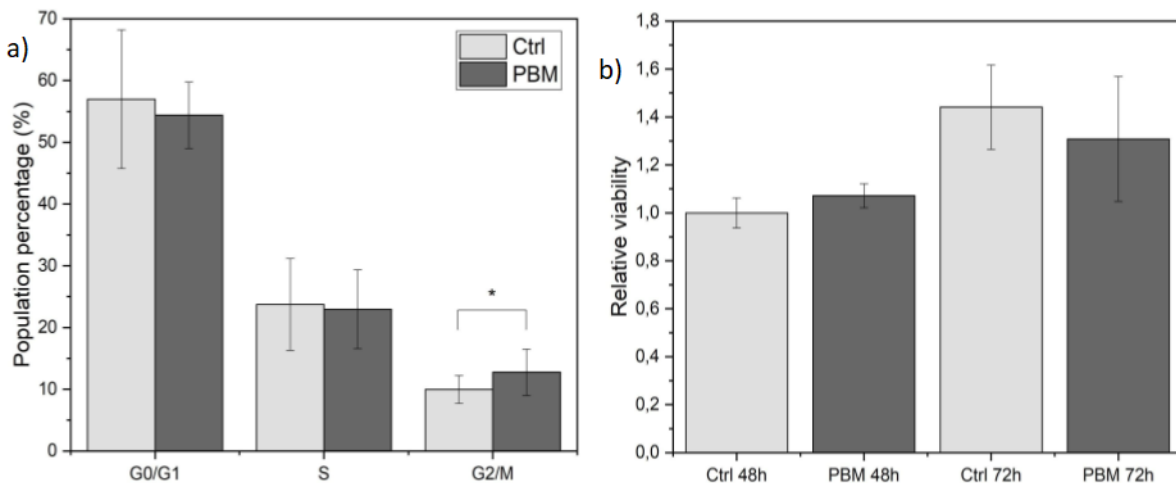 a)
Population percentage (%)
70
60
50
40
30
20
10
0
Ctrl
PBM
*
G0/G1 S G2/M
b)
Relative viability
1,8
1,6
1,4
1,2
1,0
0,8
0,6
0,4
0,2
0,0
Ctrl 48h PBM 48h Ctrl 72h PBM 72h